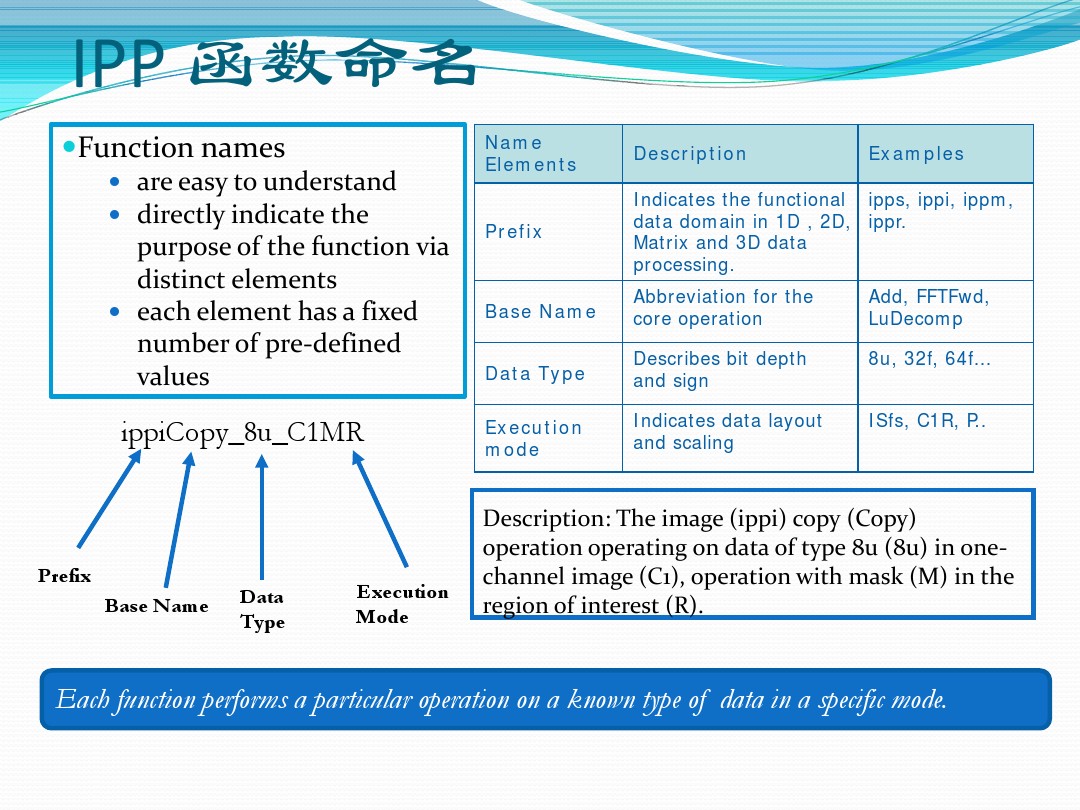 IPP 函数命名
•Function names
• are easy to understand
• directly indicate the
purpose of the function via
distinct elements
• each element has a fixed
number of pre-defined
values
Name
Elements
Description
Examples
Prefix
Indicates the functional
data domain in 1D , 2D,
Matrix and 3D data
processing.
ipps, ippi, ippm,
ippr.
Base Name
Abbreviation for the
core operation
Add, FFTFwd,
LuDecomp
Data Type
Describes bit depth
and sign
8u, 32f, 64f…
Execution
mode
Indicates data layout
and scaling
ISfs, C1R, P..
ippiCopy_8u_C1MR
Prefix
Base Name
Data
Type
Execution
Mode
Description: The image (ippi) copy (Copy)
operation operating on data of type 8u (8u) in one-
channel image (C1), operation with mask (M) in the
region of interest (R).
Each function performs a particular operation on a known type of data in a specific mode.